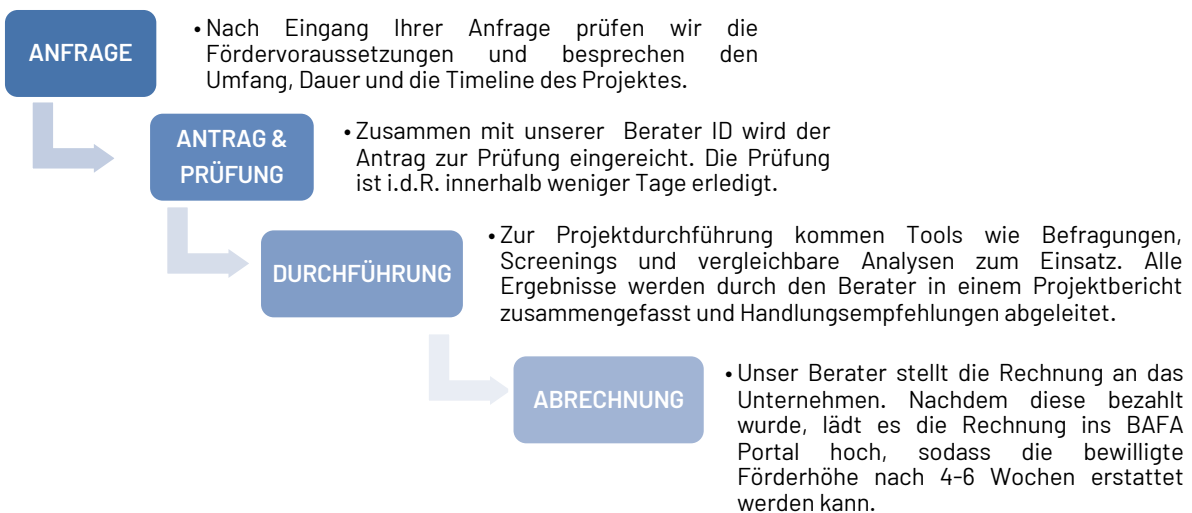 ANFRAGE
• Nach Eingang Ihrer Anfrage prüfen wir die
Fördervoraussetzungen und besprechen den
Umfang, Dauer und die Timeline des Projektes.
ANTRAG &
PRÜFUNG
• Zusammen mit unserer Berater ID wird der
Antrag zur Prüfung eingereicht. Die Prüfung
ist i.d.R. innerhalb weniger Tage erledigt.
DURCHFÜHRUNG
• Zur Projektdurchführung kommen Tools wie Befragungen,
Screenings und vergleichbare Analysen zum Einsatz. Alle
Ergebnisse werden durch den Berater in einem Projektbericht
zusammengefasst und Handlungsempfehlungen abgeleitet.
ABRECHNUNG
• Unser Berater stellt die Rechnung an das
Unternehmen. Nachdem diese bezahlt
wurde, lädt es die Rechnung ins BAFA
Portal hoch, sodass die bewilligte
Förderhöhe nach 4-6 Wochen erstattet
werden kann.